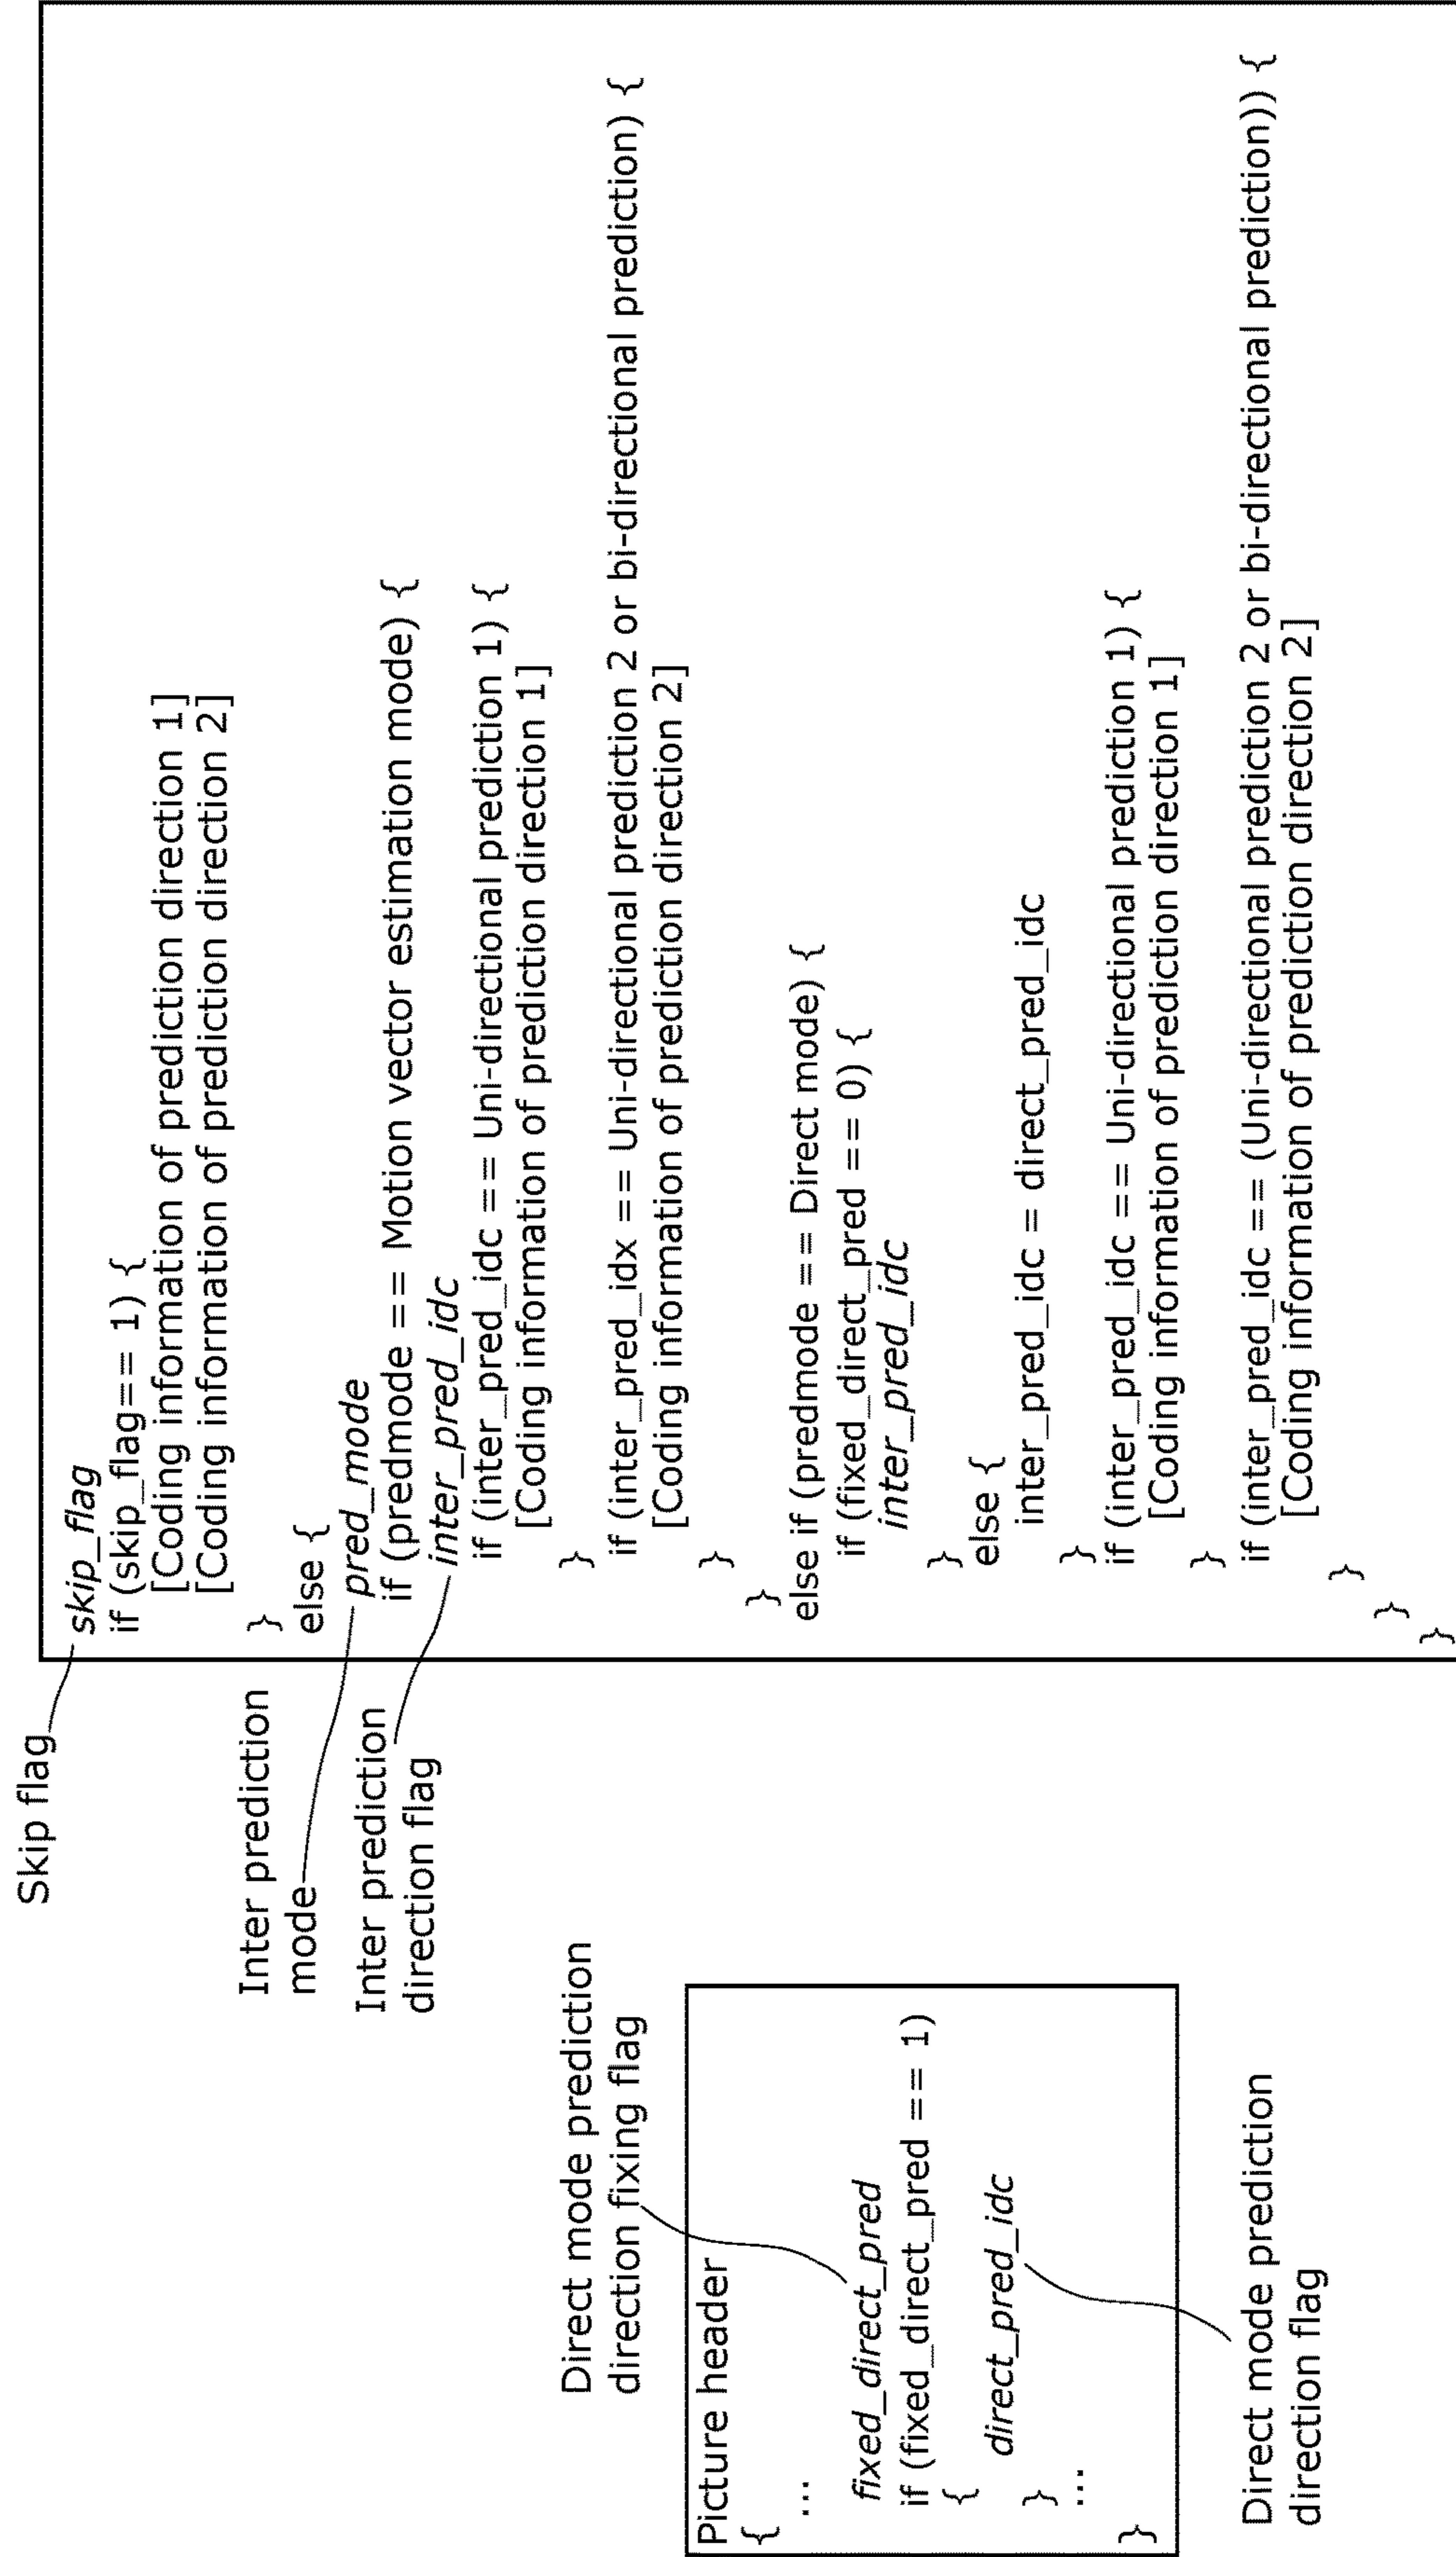 Skip flag
Inter prediction
mode
Inter prediction
direction flag
Direct mode prediction
direction fixing flag
Picture header
{
...
fixed_direct_pred
if (fixed_direct_pred == 1)
{
direct_pred_idc
}
...
}
Direct mode prediction
direction flag
skip_flag
if (skip_flag== 1) {
[Coding information of prediction direction 1]
[Coding information of prediction direction 2]
}
else {
pred_mode
if (predmode == Motion vector estimation mode) {
inter_pred_idc
if (inter_pred_idc == Uni-directional prediction 1) {
[Coding information of prediction direction 1]
}
if (inter_pred_idx == Uni-directional prediction 2 or bi-directional prediction) {
[Coding information of prediction direction 2]
}
}
else if (predmode == Direct mode) {
if (fixed_direct_pred == 0) {
inter_pred_idc
}
else {
inter_pred_idc = direct_pred_idc
}
if (inter_pred_idc == Uni-directional prediction 1) {
[Coding information of prediction direction 1]
}
if (inter_pred_idc == (Uni-directional prediction 2 or bi-directional prediction)) {
[Coding information of prediction direction 2]
}
}
}